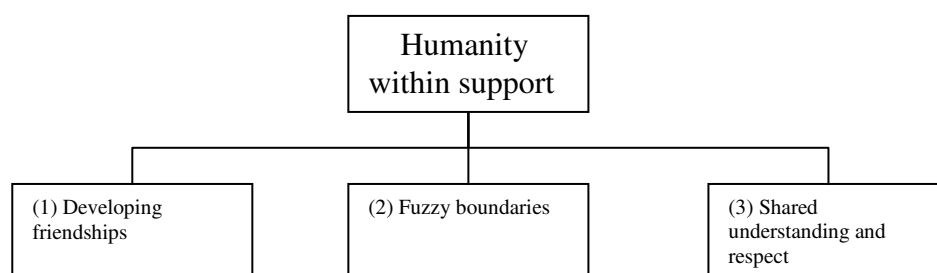 Humanity
within support
(1) Developing
friendships
(2) Fuzzy boundaries
(3) Shared
understanding and
respect